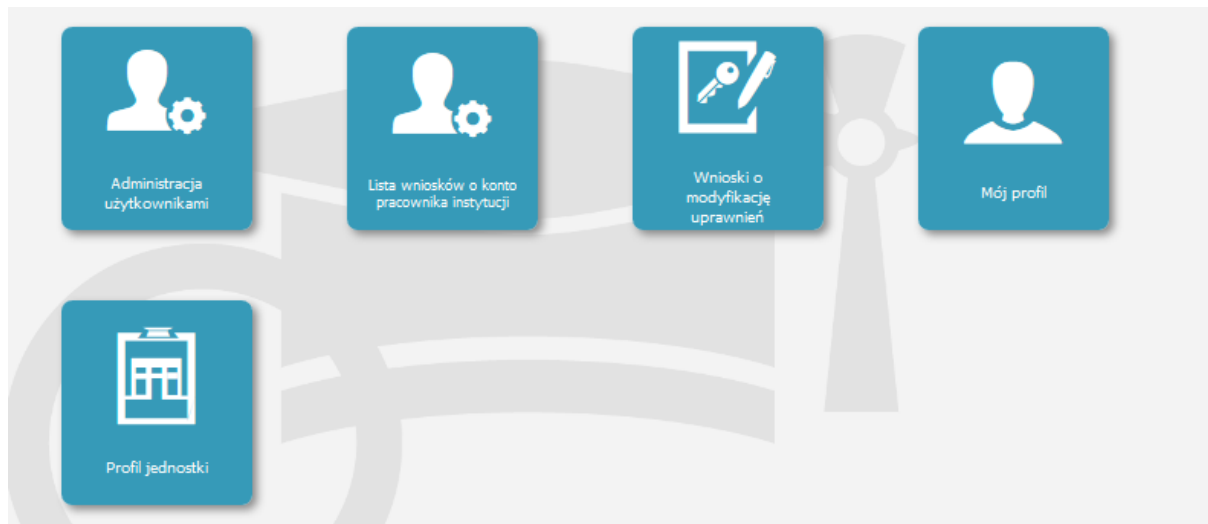 Administracja
użytkownikami
Lista wniosków o konto
pracownika instytucji
Wnioski o
modyfikację
uprawnień
Mój profil
Profil jednostki